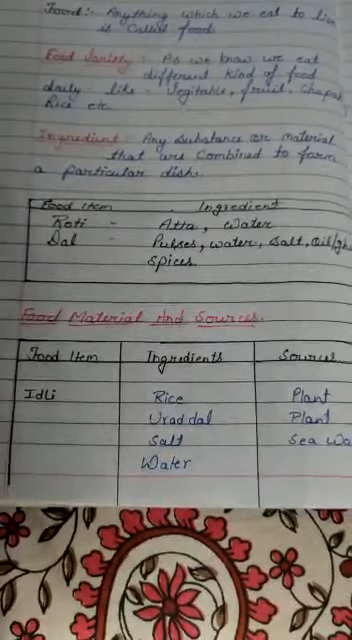 Food:- Anything which we eat to live
is Called food.
Food Variety:- As we know we eat
different kind of food
daily like - Vegitable, fruit, Chapati
Rice etc
Ingredient: Any substance or material
that are Combined to form
a particular dish.
Food Item Ingredient
Roti - Atta, Water
Dal - Pulses, water, Salt, Oil/gh
Spices
Food Material And Sources.
Food Item Ingredients Sources
Idli Rice Plant
Urad dal Plant
Salt Sea Wa
Water